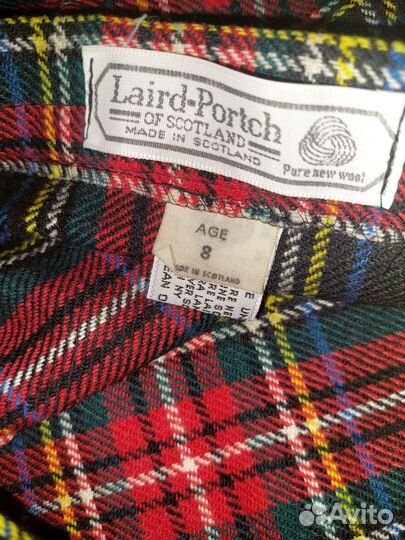 Laird-Portch
OF SCOTLAND
MADE IN SCOTLAND
Pure new wool
AGE
8
MADE IN SCOTLAND
Avito